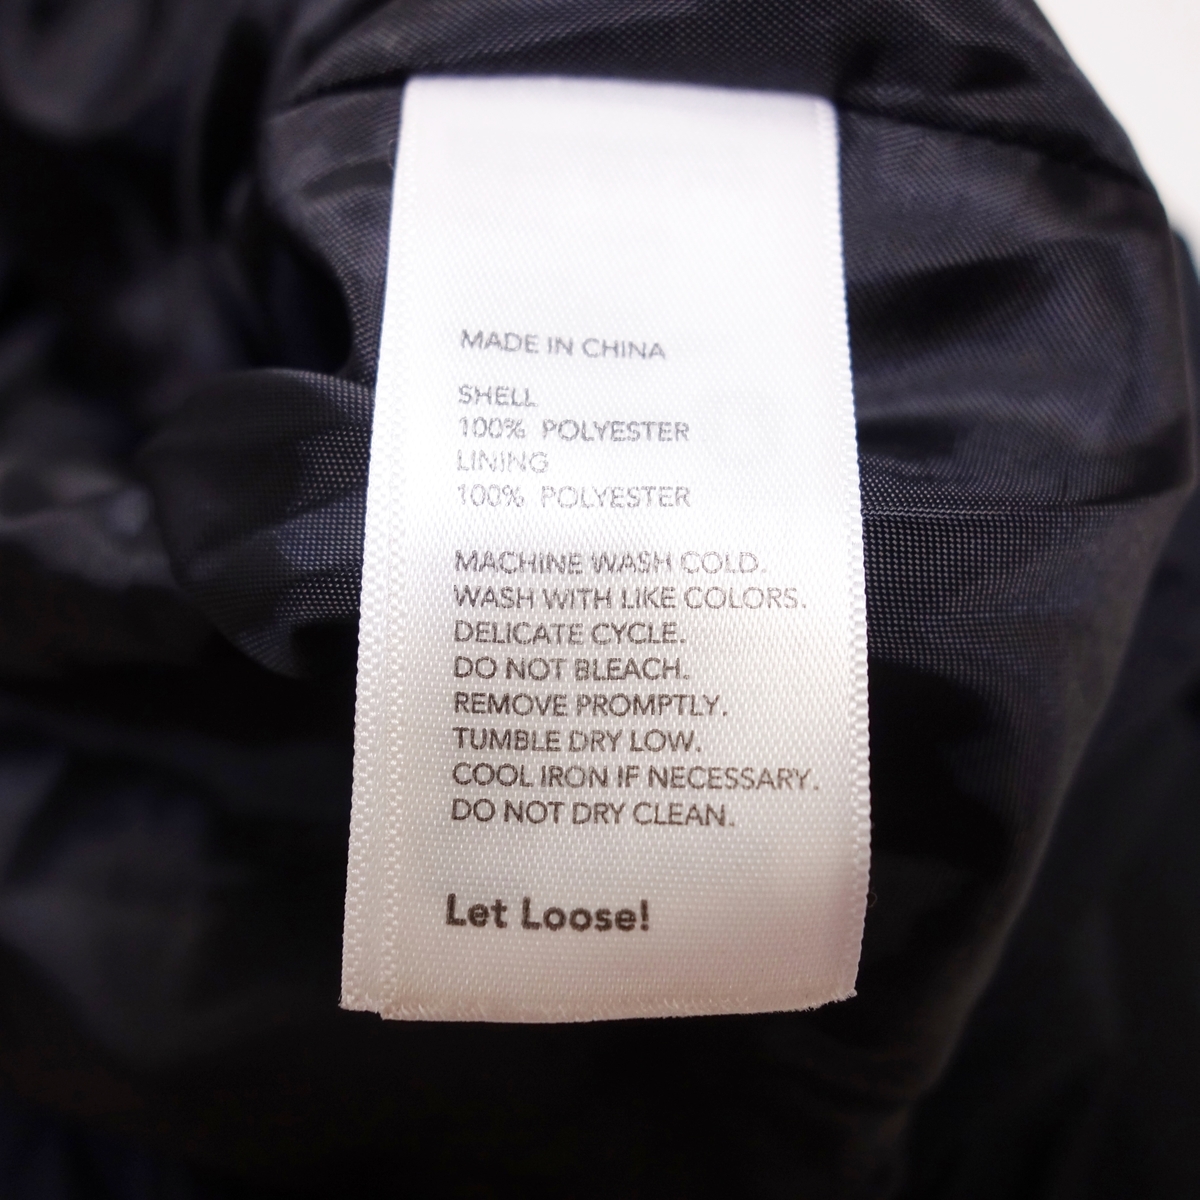 MADE IN CHINA
SHELL
100% POLYESTER
LINING
100% POLYESTER
MACHINE WASH COLD.
WASH WITH LIKE COLORS.
DELICATE CYCLE.
DO NOT BLEACH.
REMOVE PROMPTLY.
TUMBLE DRY LOW.
COOL IRON IF NECESSARY.
DO NOT DRY CLEAN.
Let Loose!